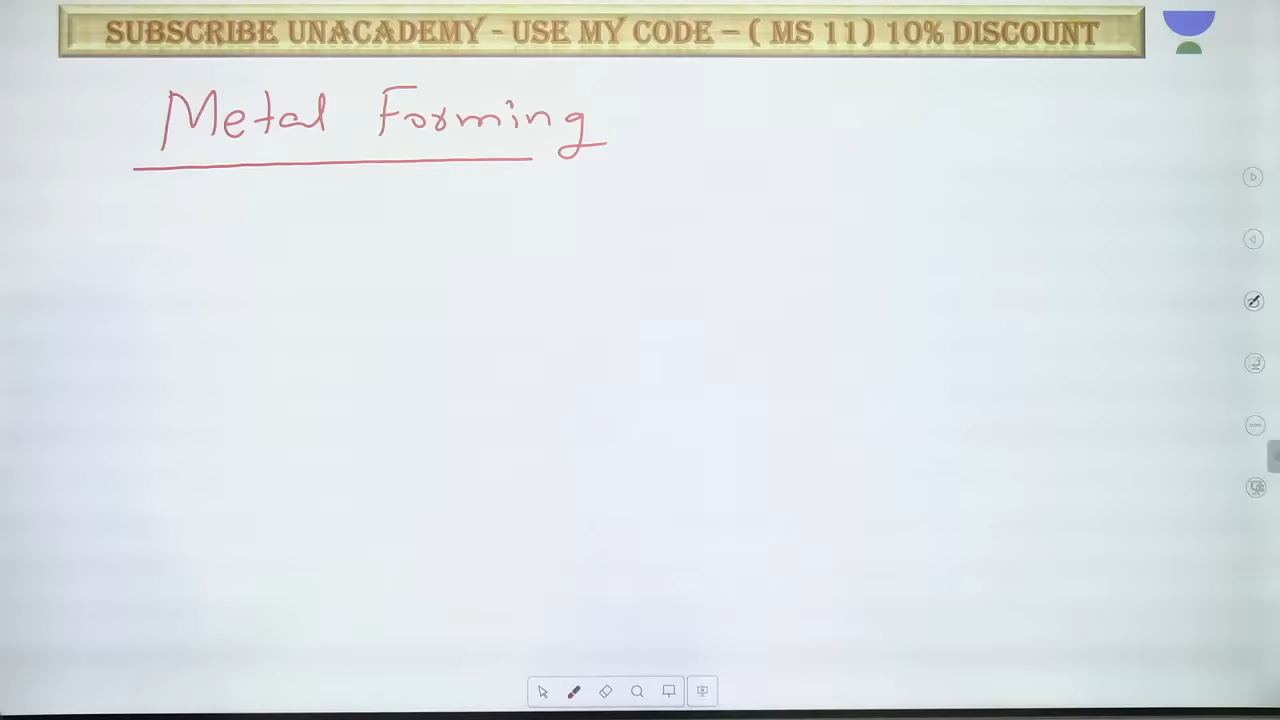 SUBSCRIBE UNACADEMY - USE MY CODE – ( MS 11 ) 10% DISCOUNT
Metal Forming